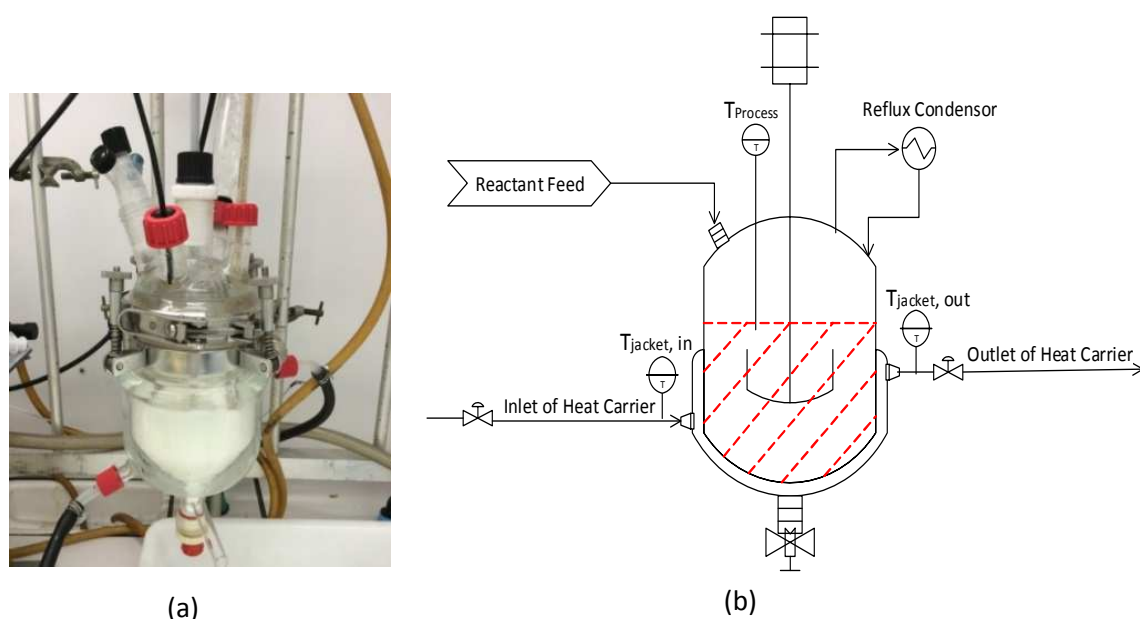 TProcess
T
Reflux Condensor
Reactant Feed
Tjacket, out
T
Tjacket, in
T
Outlet of Heat Carrier
Inlet of Heat Carrier
(a)
(b)